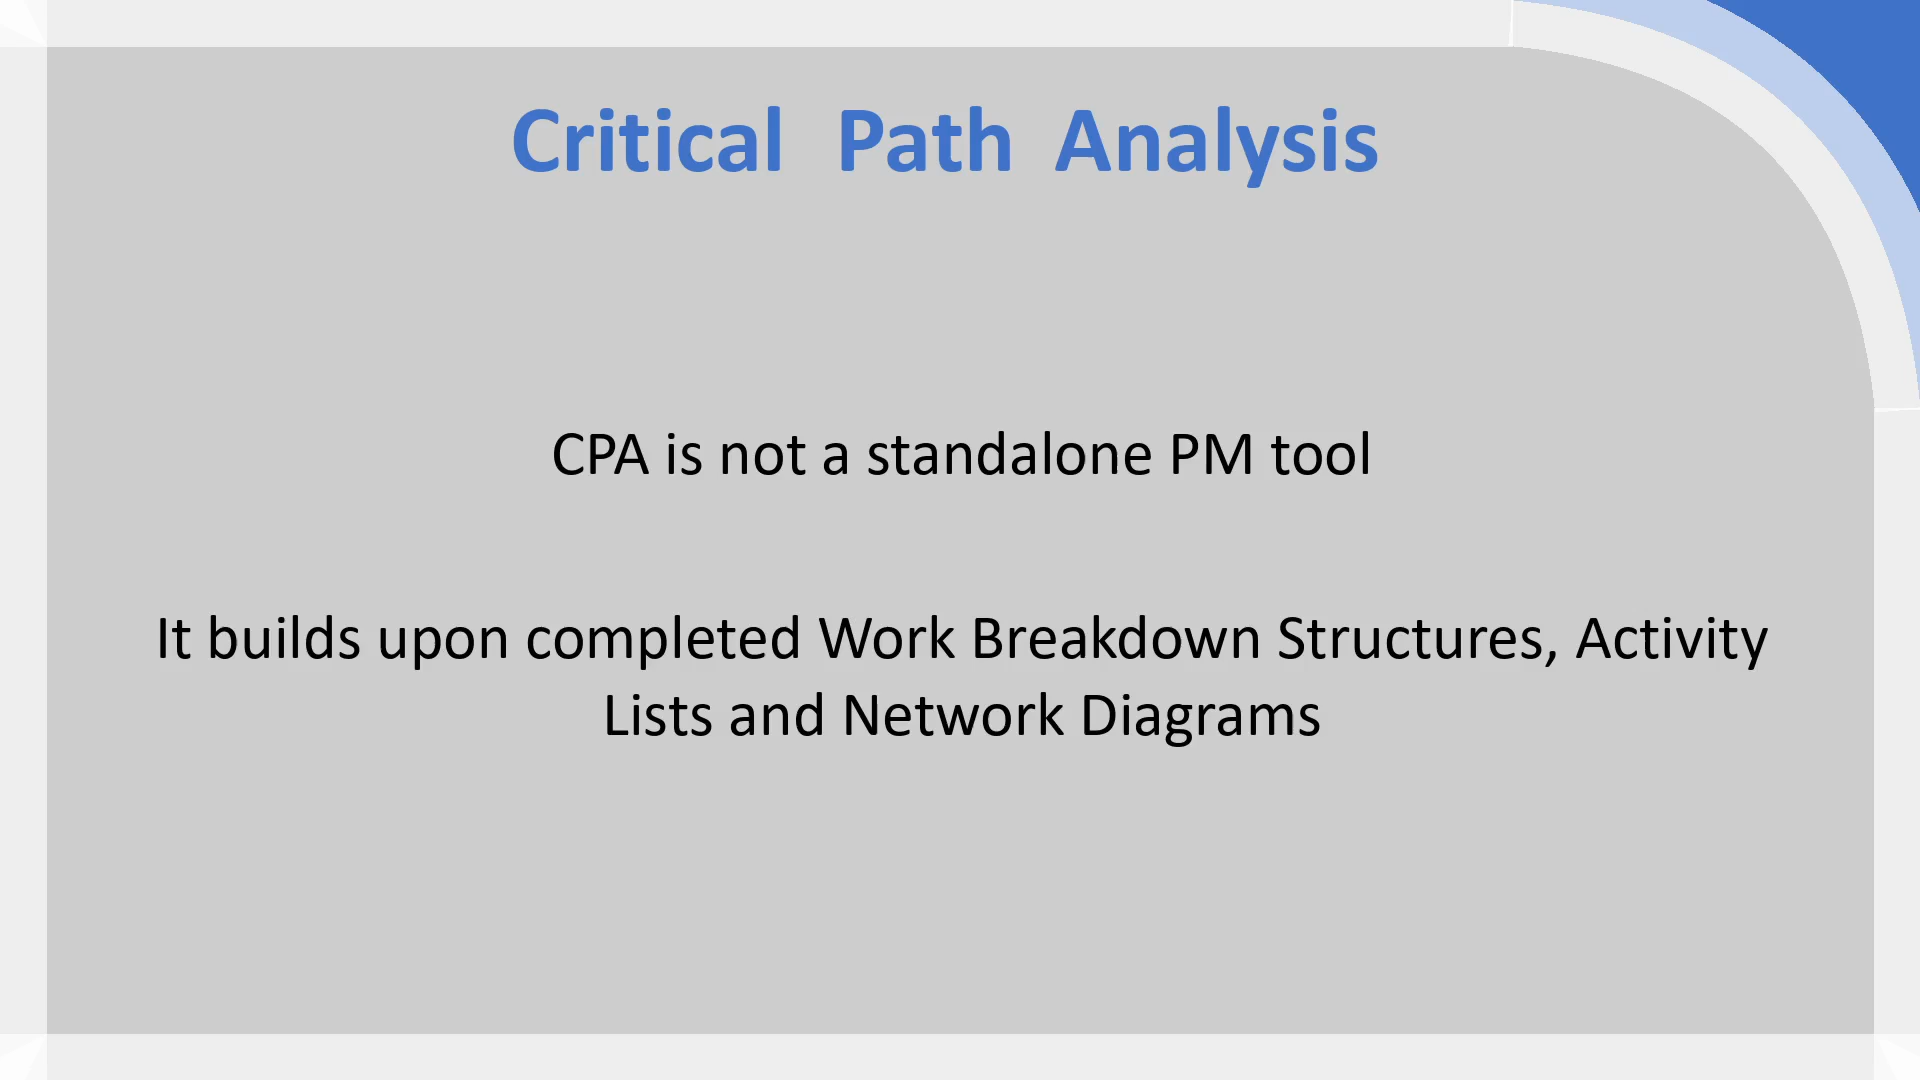 Critical Path Analysis
CPA is not a standalone PM tool
It builds upon completed Work Breakdown Structures, Activity
Lists and Network Diagrams